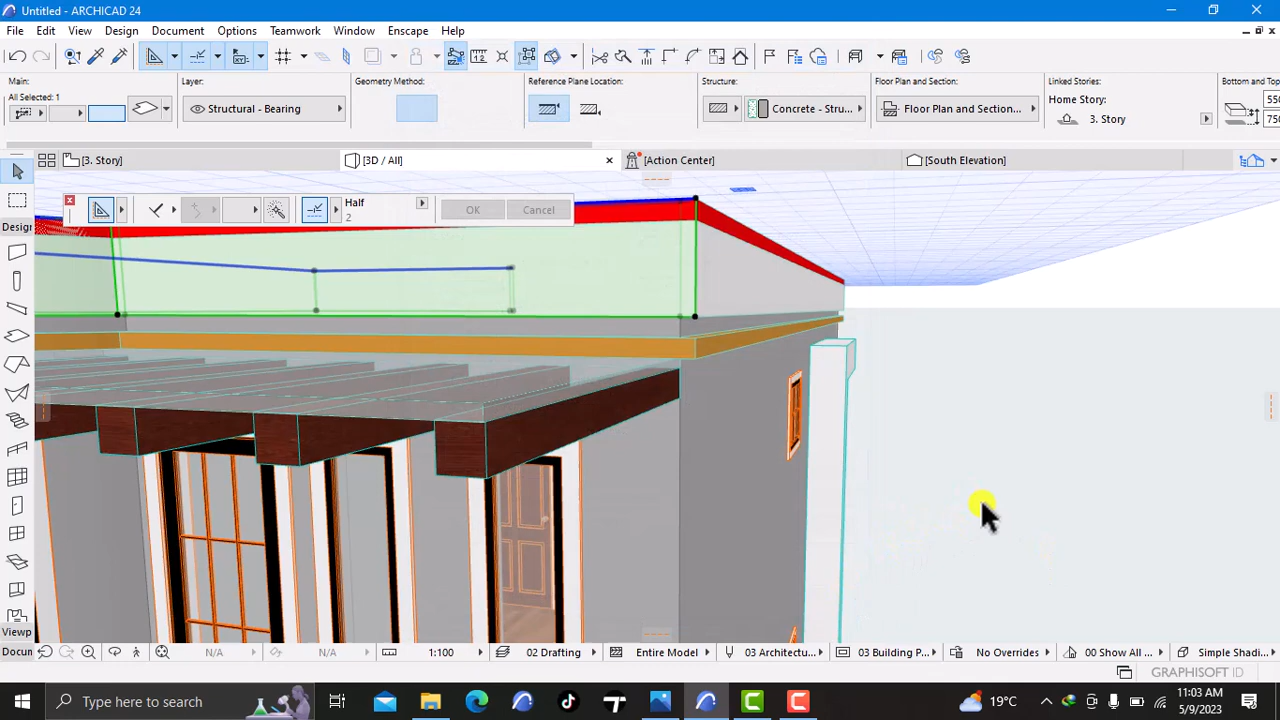 Untitled - ARCHICAD 24
File Edit View Design Document Options Teamwork Window Enscape Help
Main: Layer: Geometry Method: Reference Plane Location: Structure: Floor Plan and Section: Linked Stories: Bottom and Top
All Selected: 1 Structural - Bearing Concrete - Stru... Floor Plan and Section... Home Story: 550
3. Story 750
[3. Story] [3D / All] [Action Center] [South Elevation]
Half
2 OK Cancel
Design
Viewp
Docun N/A N/A 1:100 02 Drafting Entire Model 03 Architectu... 03 Building P... No Overrides 00 Show All ... Simple Shadi...
GRAPHISOFT ID
Type here to search 19°C 11:03 AM
5/9/2023